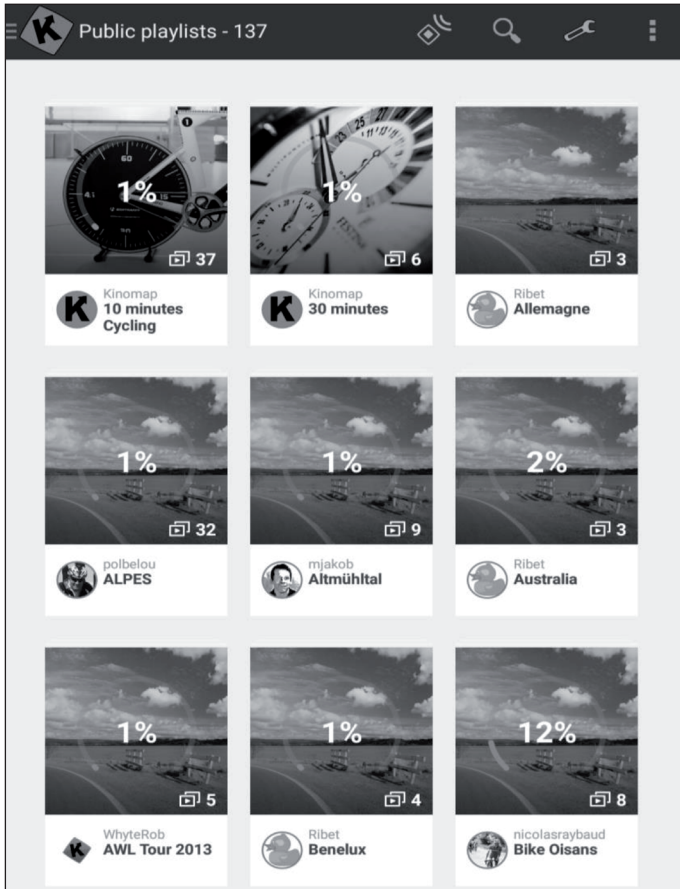 K Public playlists - 137
1%
37
Kinomap
10 minutes
Cycling
1%
6
Kinomap
30 minutes
3
Ribet
Allemagne
1%
32
polbelou
ALPES
1%
9
mjakob
Altmühltal
2%
3
Ribet
Australia
1%
5
WhyteRob
AWL Tour 2013
1%
4
Ribet
Benelux
12%
8
nicolasraybaud
Bike Oisans